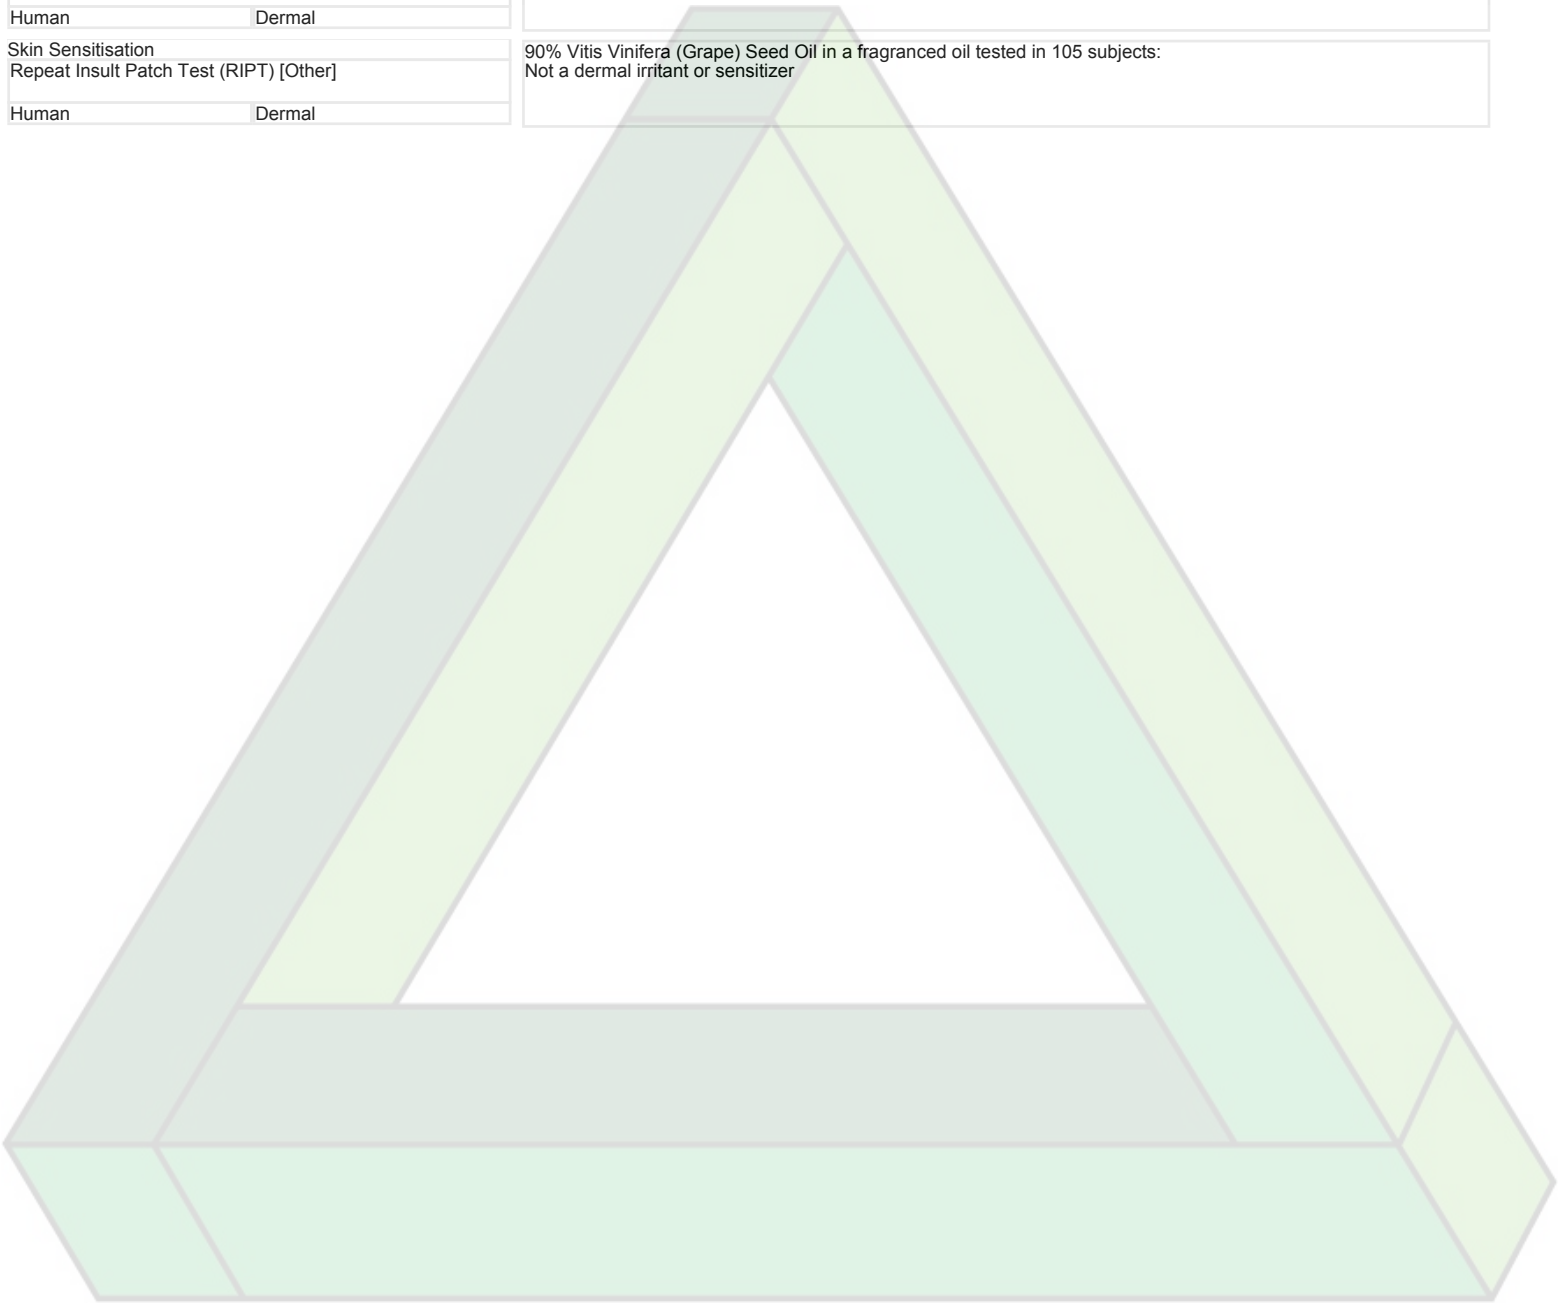 Human Dermal
Skin Sensitisation
Repeat Insult Patch Test (RIPT) [Other]
Human Dermal
90% Vitis Vinifera (Grape) Seed Oil in a fragranced oil tested in 105 subjects:
Not a dermal irritant or sensitizer